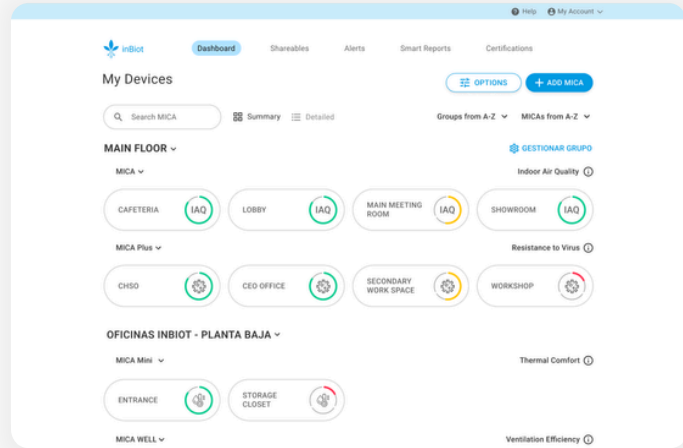 Help My Account
inBiot
Dashboard Shareables Alerts Smart Reports Certifications
My Devices
OPTIONS + ADD MICA
Search MICA Summary Detailed Groups from A-Z MICAs from A-Z
MAIN FLOOR GESTIONAR GRUPO
MICA Indoor Air Quality
CAFETERIA IAQ LOBBY IAQ MAIN MEETING ROOM IAQ SHOWROOM IAQ
MICA Plus Resistance to Virus
CHSO CEO OFFICE SECONDARY WORK SPACE WORKSHOP
OFICINAS INBIOT - PLANTA BAJA
MICA Mini Thermal Comfort
ENTRANCE STORAGE CLOSET
MICA WELL Ventilation Efficiency